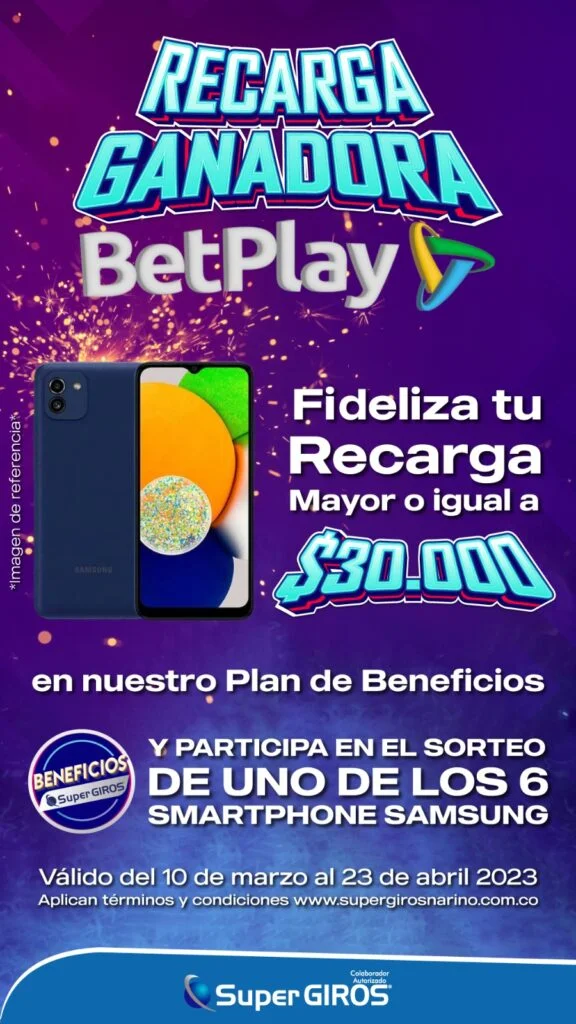 RECARGA
GANADORA
BetPlay
*Imagen de referencia*
SAMSUNG
Fideliza tu
Recarga
Mayor o igual a
$30.000
en nuestro Plan de Beneficios
BENEFICIOS
SuperGIROS
Y PARTICIPA EN EL SORTEO
DE UNO DE LOS 6
SMARTPHONE SAMSUNG
Válido del 10 de marzo al 23 de abril 2023
Aplican términos y condiciones www.supergirosnarino.com.co
Colaborador
Autorizado
SuperGIROS